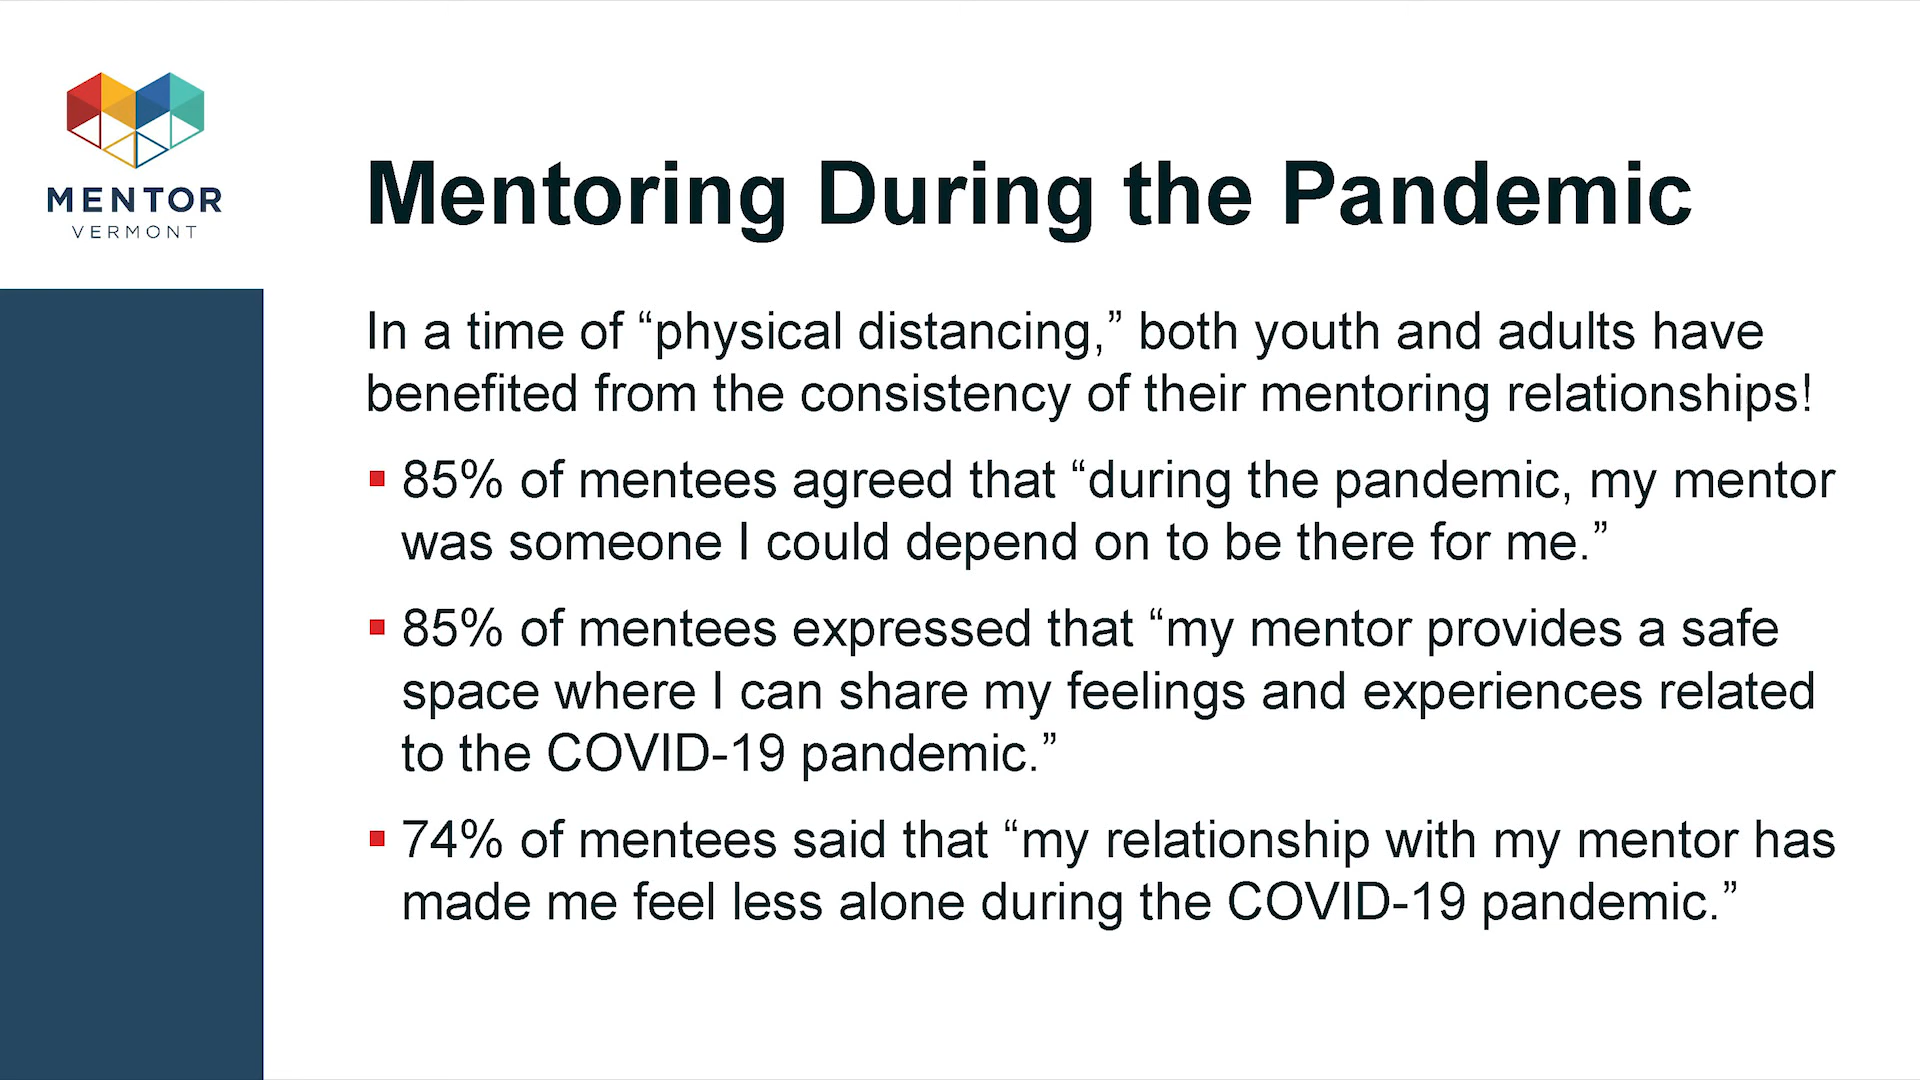 MENTOR
VERMONT
Mentoring During the Pandemic
In a time of “physical distancing,” both youth and adults have
benefited from the consistency of their mentoring relationships!
▪ 85% of mentees agreed that “during the pandemic, my mentor
was someone I could depend on to be there for me.”
▪ 85% of mentees expressed that “my mentor provides a safe
space where I can share my feelings and experiences related
to the COVID-19 pandemic.”
▪ 74% of mentees said that “my relationship with my mentor has
made me feel less alone during the COVID-19 pandemic.”